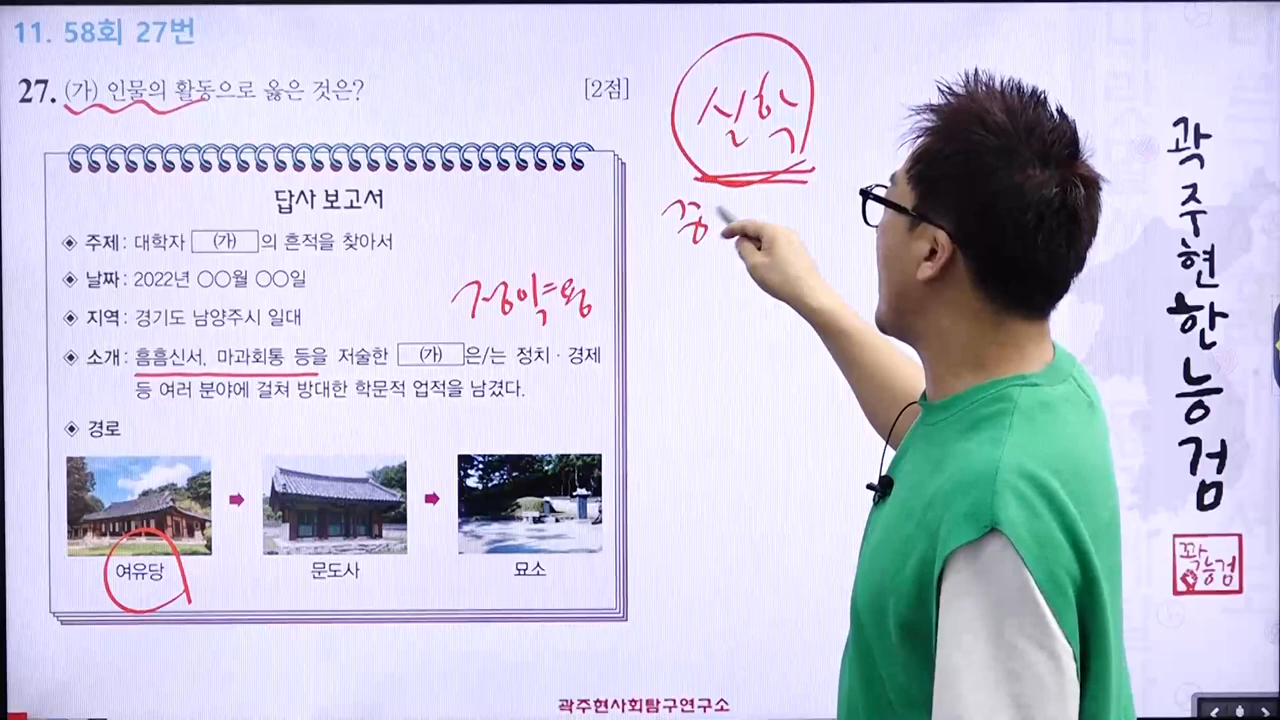 11. 58회 27번
27. (가) 인물의 활동으로 옳은 것은? [2점]
답사 보고서
◈ 주제: 대학자 (가) 의 흔적을 찾아서
◈ 날짜: 2022년 ○○월 ○○일
◈ 지역: 경기도 남양주시 일대
◈ 소개: 흠흠신서, 마과회통 등을 저술한 (가) 은/는 정치·경제
등 여러 분야에 걸쳐 방대한 학문적 업적을 남겼다.
◈ 경로
여유당
문도사
묘소
정약용
실학
중
곽주현한능검
꽉능검
곽주현사회탐구연구소